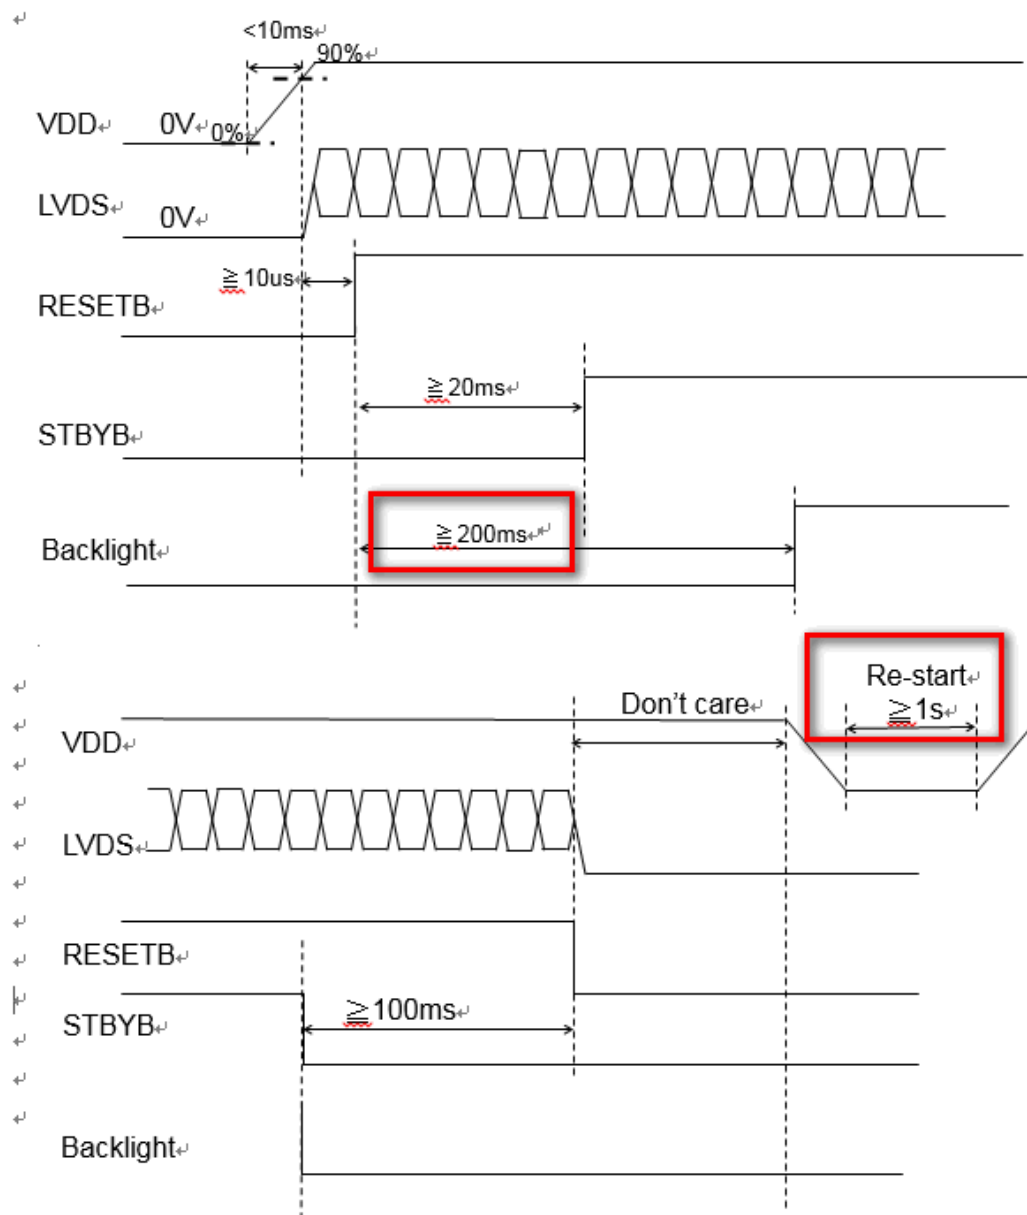 <10ms↵
90%↵
VDD↵ 0V↵ 0%↵
LVDS↵ 0V↵
≧10us↵
RESETB↵
≧20ms↵
STBYB↵
≧200ms↵↵
Backlight↵
Re-start↵
Don't care↵ ≧1s↵
VDD↵
LVDS↵
RESETB↵
≧100ms↵
STBYB↵
Backlight↵